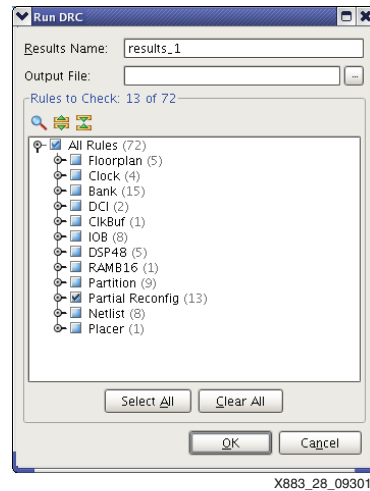 Run DRC
Results Name: results_1
Output File:
...
Rules to Check: 13 of 72
All Rules (72)
Floorplan (5)
Clock (4)
Bank (15)
DCI (2)
ClkBuf (1)
IOB (8)
DSP48 (5)
RAMB16 (1)
Partition (9)
Partial Reconfig (13)
Netlist (8)
Placer (1)
Select All Clear All
OK Cancel
X883_28_09301